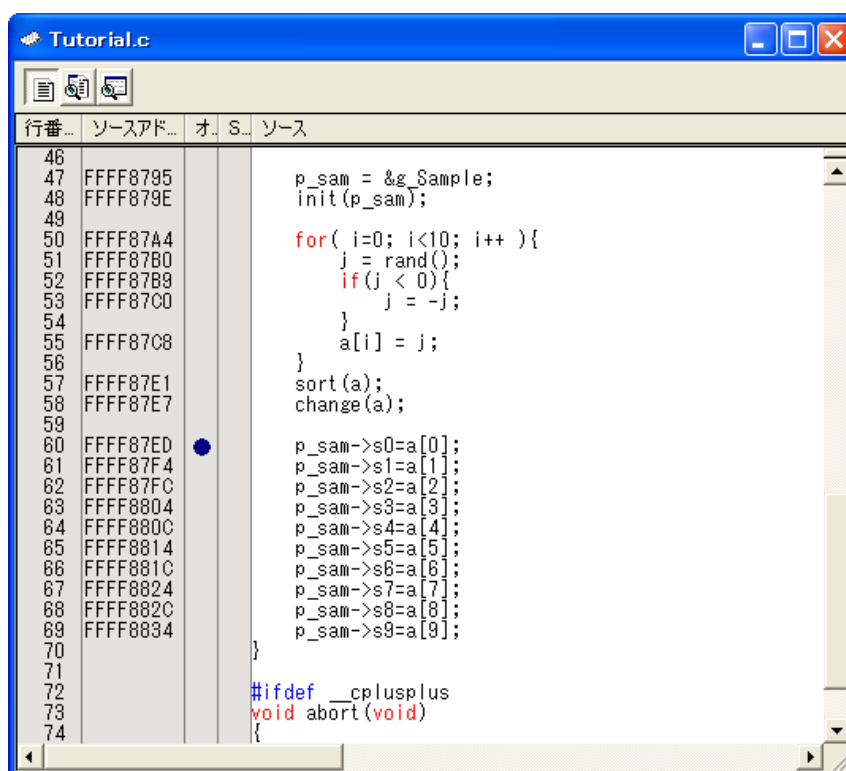 Tutorial.c
行番... ソースアド... オ.. S... ソース
46
47 FFFF8795 p_sam = &g_Sample;
48 FFFF879E init(p_sam);
49
50 FFFF87A4 for( i=0; i<10; i++ ){
51 FFFF87B0 j = rand();
52 FFFF87B9 if(j < 0){
53 FFFF87C0 j = -j;
54 }
55 FFFF87C8 a[i] = j;
56 }
57 FFFF87E1 sort(a);
58 FFFF87E7 change(a);
59
60 FFFF87ED p_sam->s0=a[0];
61 FFFF87F4 p_sam->s1=a[1];
62 FFFF87FC p_sam->s2=a[2];
63 FFFF8804 p_sam->s3=a[3];
64 FFFF880C p_sam->s4=a[4];
65 FFFF8814 p_sam->s5=a[5];
66 FFFF881C p_sam->s6=a[6];
67 FFFF8824 p_sam->s7=a[7];
68 FFFF882C p_sam->s8=a[8];
69 FFFF8834 p_sam->s9=a[9];
70 }
71
72 #ifdef __cplusplus
73 void abort(void)
74 {